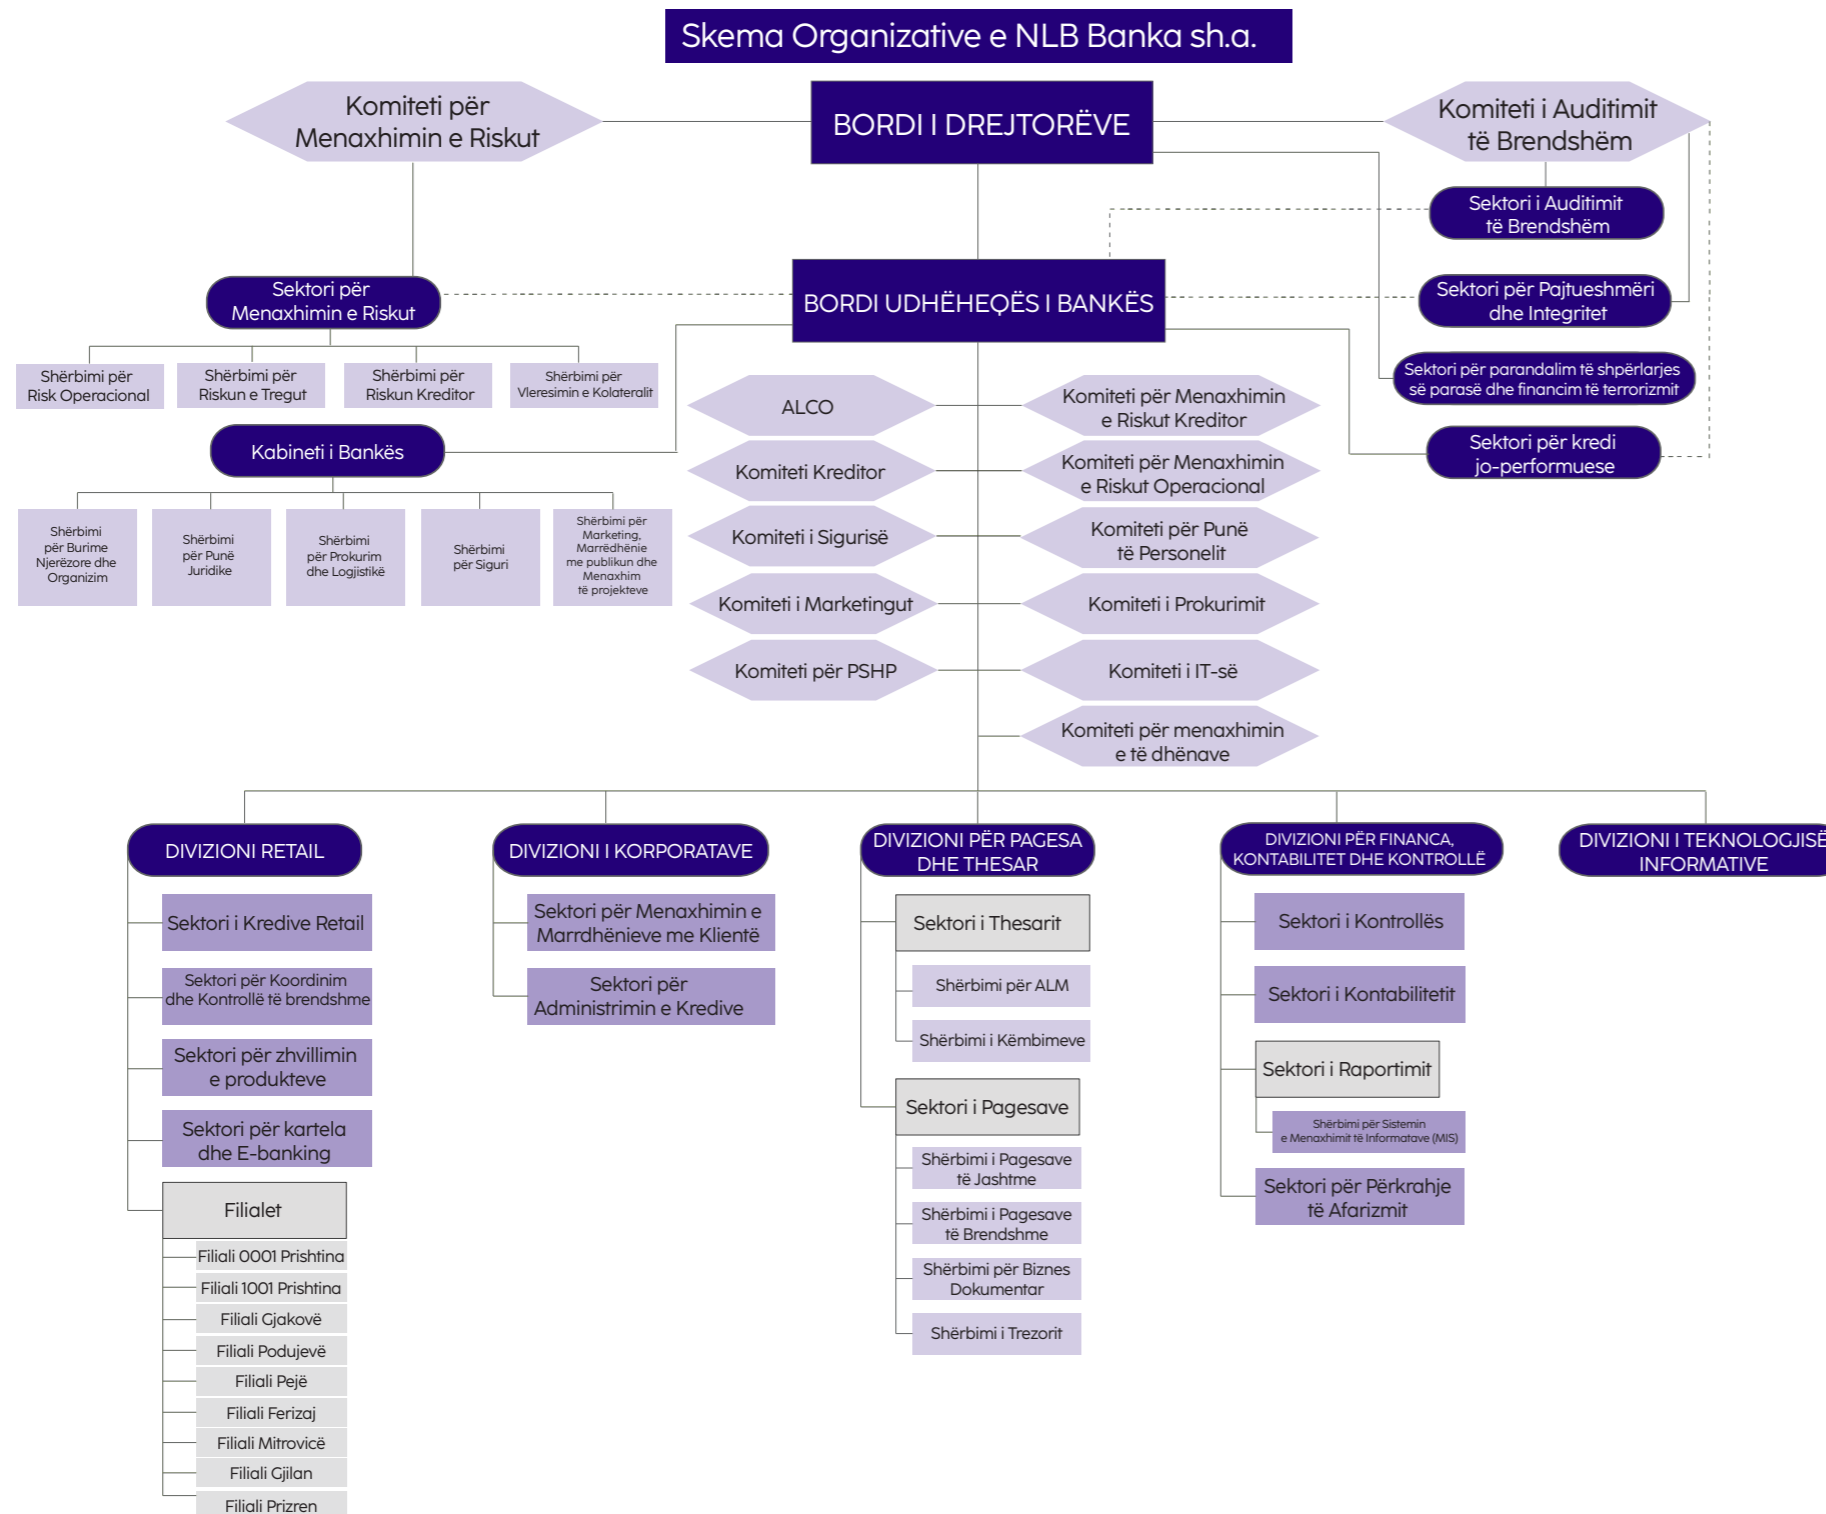 Skema Organizative e NLB Banka sh.a.
Komiteti për
Menaxhimin e Riskut
BORDI I DREJTORËVE
Komiteti i Auditimit
të Brendshëm
Sektori i Auditimit
të Brendshëm
Sektori për
Menaxhimin e Riskut
BORDI UDHËHEQËS I BANKËS
Sektori për Pajtueshmëri
dhe Integritet
Shërbimi për
Risk Operacional
Shërbimi për
Riskun e Tregut
Shërbimi për
Riskun Kreditor
Shërbimi për
Vleresimin e Kolateralit
Sektori për parandalim të shpërlarjes
së parasë dhe financim të terrorizmit
Kabineti i Bankës
Sektori për kredi
jo-performuese
Shërbimi
për Burime
Njerëzore dhe
Organizim
Shërbimi
për Punë
Juridike
Shërbimi
për Prokurim
dhe Logjistikë
Shërbimi
për Siguri
Shërbimi për
Marketing,
Marrëdhënie
me publikun dhe
Menaxhim
të projekteve
ALCO
Komiteti për Menaxhimin
e Riskut Kreditor
Komiteti Kreditor
Komiteti për Menaxhimin
e Riskut Operacional
Komiteti i Sigurisë
Komiteti për Punë
të Personelit
Komiteti i Marketingut
Komiteti i Prokurimit
Komiteti për PSHP
Komiteti i IT-së
Komiteti për menaxhimin
e të dhënave
DIVIZIONI RETAIL
Sektori i Kredive Retail
Sektori për Koordinim
dhe Kontrollë të brendshme
Sektori për zhvillimin
e produkteve
Sektori për kartela
dhe E-banking
Filialet
Filiali 0001 Prishtina
Filiali 1001 Prishtina
Filiali Gjakovë
Filiali Podujevë
Filiali Pejë
Filiali Ferizaj
Filiali Mitrovicë
Filiali Gjilan
Filiali Prizren
DIVIZIONI I KORPORATAVE
Sektori për Menaxhimin e
Marrdhënieve me Klientë
Sektori për
Administrimin e Kredive
DIVIZIONI PËR PAGESA
DHE THESAR
Sektori i Thesarit
Shërbimi për ALM
Shërbimi i Këmbimeve
Sektori i Pagesave
Shërbimi i Pagesave
të Jashtme
Shërbimi i Pagesave
të Brendshme
Shërbimi për Biznes
Dokumentar
Shërbimi i Trezorit
DIVIZIONI PËR FINANCA,
KONTABILITET DHE KONTROLLË
Sektori i Kontrollës
Sektori i Kontabilitetit
Sektori i Raportimit
Shërbimi për Sistemin
e Menaxhimit të Informatave (MIS)
Sektori për Përkrahje
të Afarizmit
DIVIZIONI I TEKNOLOGJISË
INFORMATIVE